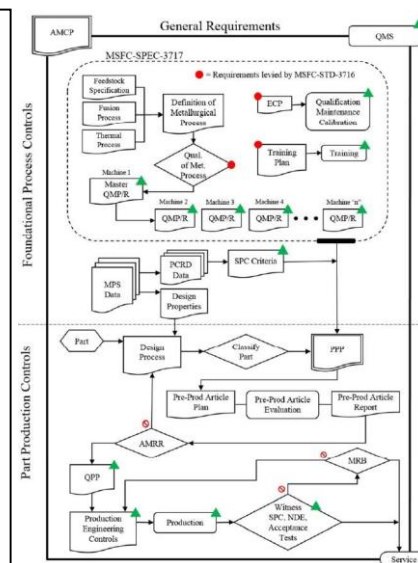 General Requirements
AMCP
QMS
MSFC-SPEC-3717
= Requirements levied by MSFC-STD-3716
Foundational Process Controls
Feedstock
Specification
Fusion
Process
Thermal
Process
Definition of
Metallurgical
Process
ECP
Qualification
Maintenance
Calibration
Qual.
of Met.
Process
Training
Plan
Training
Machine 1
Master
QMP/R
Machine 2
QMP/R
Machine 3
QMP/R
Machine 4
QMP/R
Machine "n"
QMP/R
MPS
Data
PCRD
Data
SPC Criteria
Design
Properties
Part Production Controls
Part
Design
Process
Classify
Part
PPP
Pre-Prod Article
Plan
Pre-Prod Article
Evaluation
Pre-Prod Article
Report
AMRR
MRB
QPP
Production
Engineering
Controls
Production
Witness
SPC, NDE,
Acceptance
Tests
Service